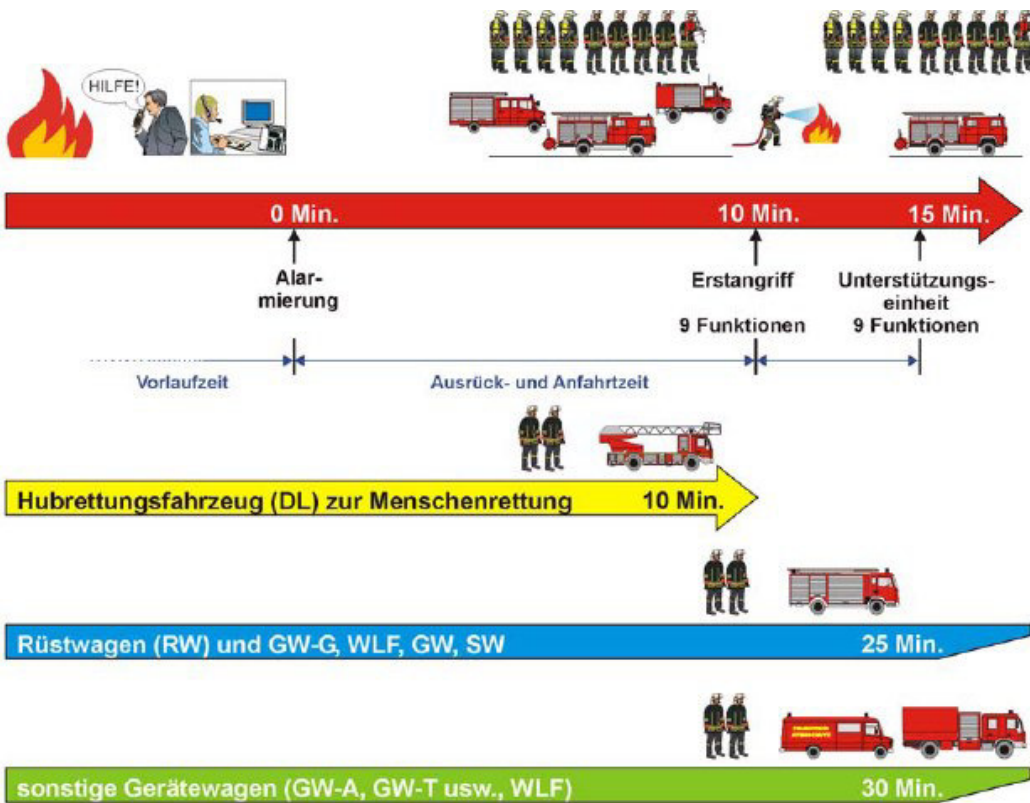 HILFE!
0 Min.
10 Min.
15 Min.
Alar-
mierung
Erstangriff
9 Funktionen
Unterstützungs-
einheit
9 Funktionen
Vorlaufzeit
Ausrück- und Anfahrtzeit
Hubrettungsfahrzeug (DL) zur Menschenrettung
10 Min.
Rüstwagen (RW) und GW-G, WLF, GW, SW
25 Min.
sonstige Gerätewagen (GW-A, GW-T usw., WLF)
30 Min.